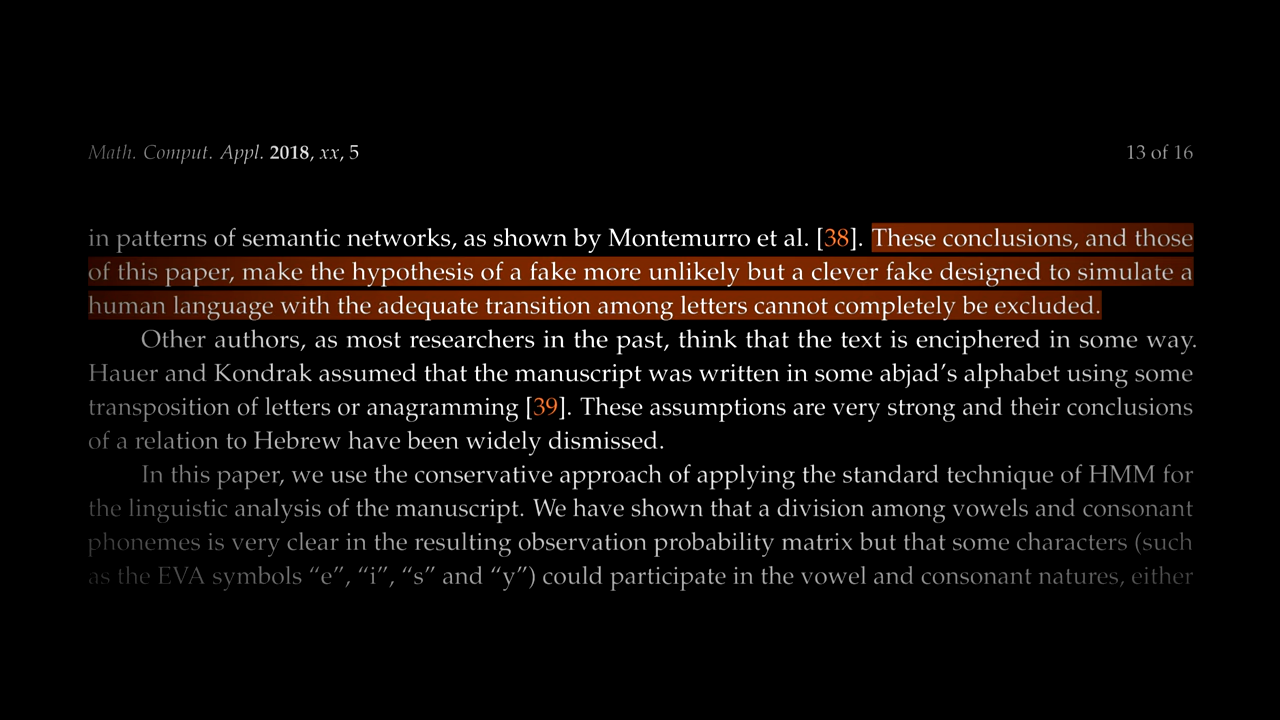 Math. Comput. Appl. 2018, xx, 5
13 of 16
in patterns of semantic networks, as shown by Montemurro et al. [38]. These conclusions, and those
of this paper, make the hypothesis of a fake more unlikely but a clever fake designed to simulate a
human language with the adequate transition among letters cannot completely be excluded.
Other authors, as most researchers in the past, think that the text is enciphered in some way.
Hauer and Kondrak assumed that the manuscript was written in some abjad's alphabet using some
transposition of letters or anagramming [39]. These assumptions are very strong and their conclusions
of a relation to Hebrew have been widely dismissed.
In this paper, we use the conservative approach of applying the standard technique of HMM for
the linguistic analysis of the manuscript. We have shown that a division among vowels and consonant
phonemes is very clear in the resulting observation probability matrix but that some characters (such
as the EVA symbols “e”, “i”, “s” and “y”) could participate in the vowel and consonant natures, either